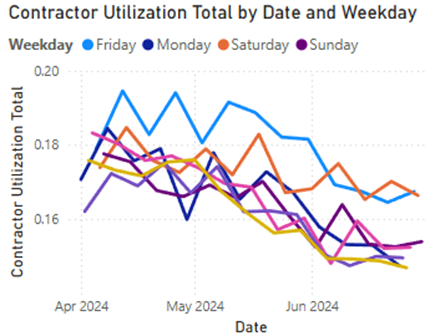 Contractor Utilization Total by Date and Weekday
Weekday Friday Monday Saturday Sunday
Contractor Utilization Total
0.20
0.18
0.16
Apr 2024 May 2024 Jun 2024
Date